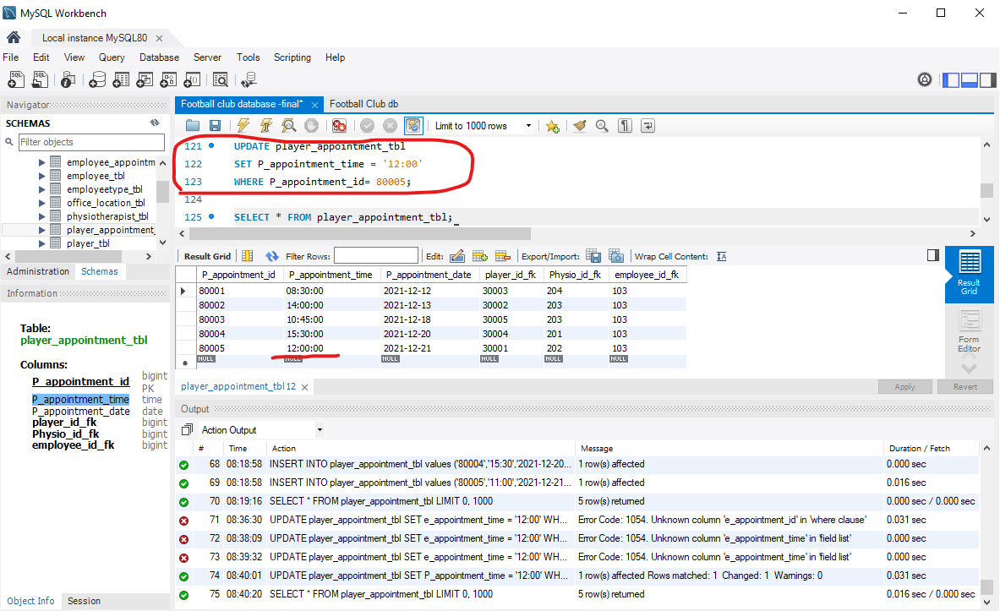 MySQL Workbench
Local instance MySQL80
File Edit View Query Database Server Tools Scripting Help
Navigator
SCHEMAS
Filter objects
employee_appointm
employee_tbl
employeetype_tbl
office_location_tbl
physiotherapist_tbl
player_appointment_
player_tbl
Administration Schemas
Information
Table:
player_appointment_tbl
Columns:
P_appointment_id bigint PK
P_appointment_time time
P_appointment_date date
player_id_fk bigint
Physio_id_fk bigint
employee_id_fk bigint
Object Info Session
Football club database -final* Football Club db
Limit to 1000 rows
121 UPDATE player_appointment_tbl
122 SET P_appointment_time = '12:00'
123 WHERE P_appointment_id= 80005;
124
125 SELECT * FROM player_appointment_tbl;
Result Grid Filter Rows: Edit: Export/Import: Wrap Cell Content:
P_appointment_id P_appointment_time P_appointment_date player_id_fk Physio_id_fk employee_id_fk
80001 08:30:00 2021-12-12 30003 204 103
80002 14:00:00 2021-12-13 30002 203 103
80003 10:45:00 2021-12-18 30005 203 103
80004 15:30:00 2021-12-20 30004 201 103
80005 12:00:00 2021-12-21 30001 202 103
NULL NULL NULL NULL NULL NULL
Result Grid
Form Editor
player_appointment_tbl12 Apply Revert
Output
Action Output
# Time Action Message Duration / Fetch
68 08:18:58 INSERT INTO player_appointment_tbl values ('80004','15:30','2021-12-20... 1 row(s) affected 0.000 sec
69 08:18:58 INSERT INTO player_appointment_tbl values ('80005','11:00','2021-12-21... 1 row(s) affected 0.016 sec
70 08:19:16 SELECT * FROM player_appointment_tbl LIMIT 0, 1000 5 row(s) returned 0.000 sec / 0.000 sec
71 08:36:30 UPDATE player_appointment_tbl SET e_appointment_time = '12:00' WH... Error Code: 1054. Unknown column 'e_appointment_id' in 'where clause' 0.031 sec
72 08:38:09 UPDATE player_appointment_tbl SET e_appointment_time = '12:00' WH... Error Code: 1054. Unknown column 'e_appointment_time' in 'field list' 0.000 sec
73 08:39:32 UPDATE player_appointment_tbl SET e_appointment_time = '12:00' WH... Error Code: 1054. Unknown column 'e_appointment_time' in 'field list' 0.000 sec
74 08:40:01 UPDATE player_appointment_tbl SET P_appointment_time = '12:00' WH... 1 row(s) affected Rows matched: 1 Changed: 1 Warnings: 0 0.031 sec
75 08:40:20 SELECT * FROM player_appointment_tbl LIMIT 0, 1000 5 row(s) returned 0.016 sec / 0.000 sec